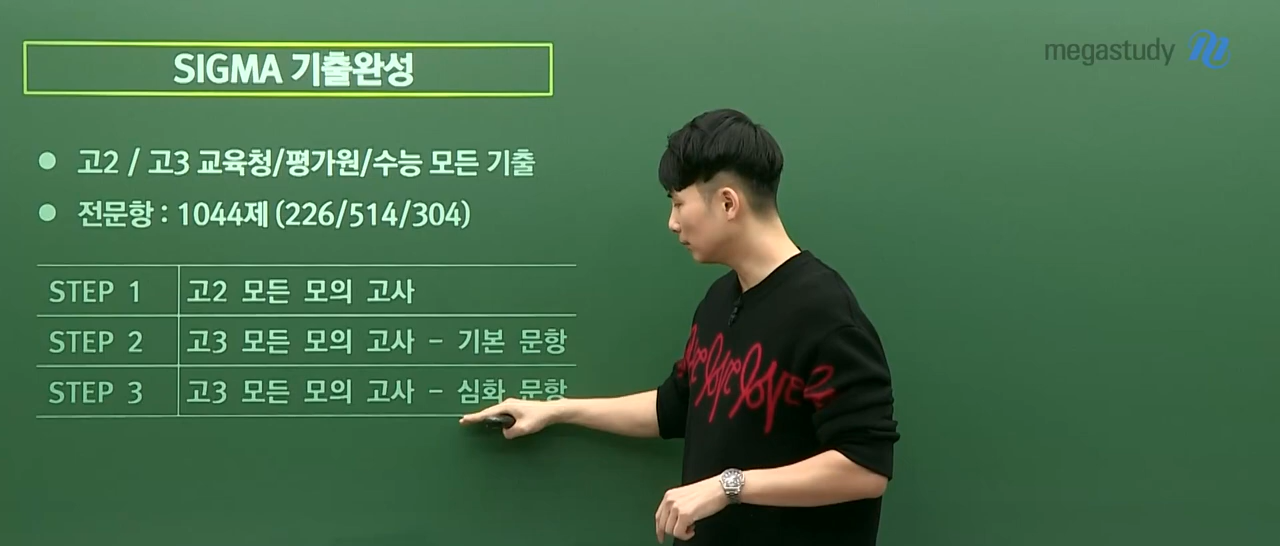 SIGMA 기출완성
megastudy
고2 / 고3 교육청/평가원/수능 모든 기출
전문항 : 1044제 (226/514/304)
STEP 1 고2 모든 모의 고사
STEP 2 고3 모든 모의 고사 – 기본 문항
STEP 3 고3 모든 모의 고사 – 심화 문항